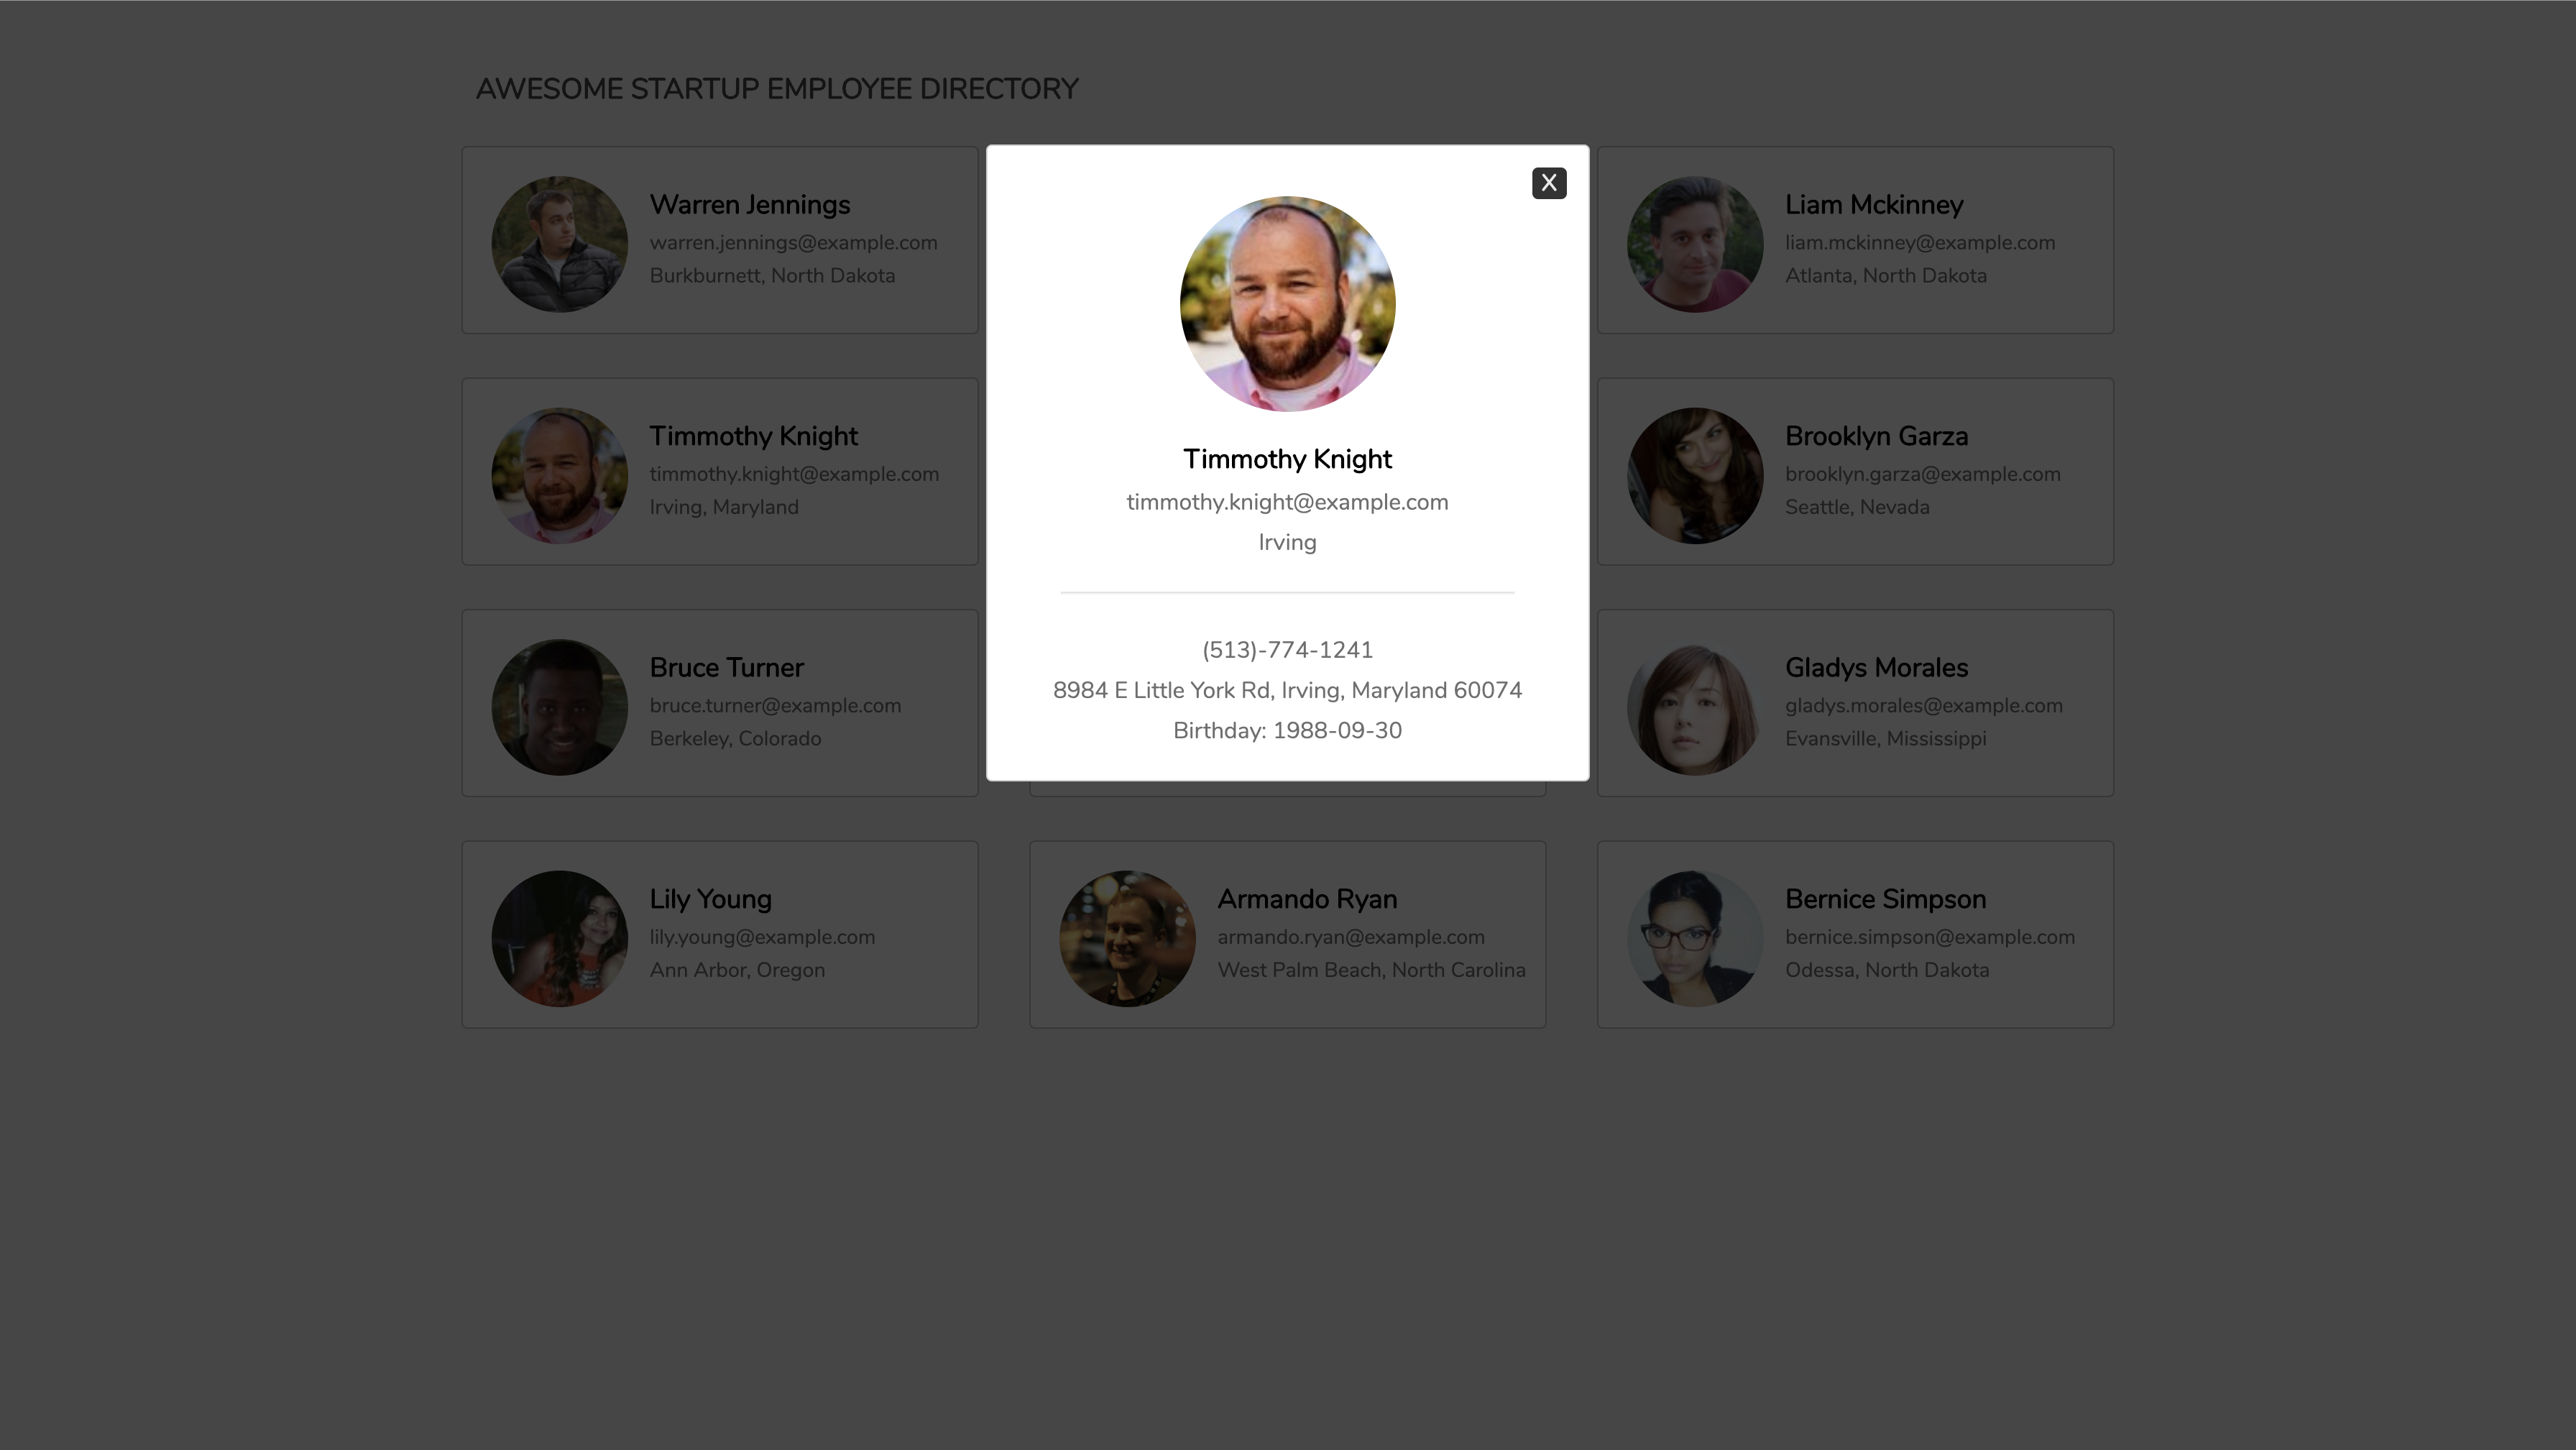 AWESOME STARTUP EMPLOYEE DIRECTORY
Warren Jennings
warren.jennings@example.com
Burkburnett, North Dakota
X
Timmothy Knight
timmothy.knight@example.com
Irving
(513)-774-1241
8984 E Little York Rd, Irving, Maryland 60074
Birthday: 1988-09-30
Liam Mckinney
liam.mckinney@example.com
Atlanta, North Dakota
Timmothy Knight
timmothy.knight@example.com
Irving, Maryland
Brooklyn Garza
brooklyn.garza@example.com
Seattle, Nevada
Bruce Turner
bruce.turner@example.com
Berkeley, Colorado
Gladys Morales
gladys.morales@example.com
Evansville, Mississippi
Lily Young
lily.young@example.com
Ann Arbor, Oregon
Armando Ryan
armando.ryan@example.com
West Palm Beach, North Carolina
Bernice Simpson
bernice.simpson@example.com
Odessa, North Dakota